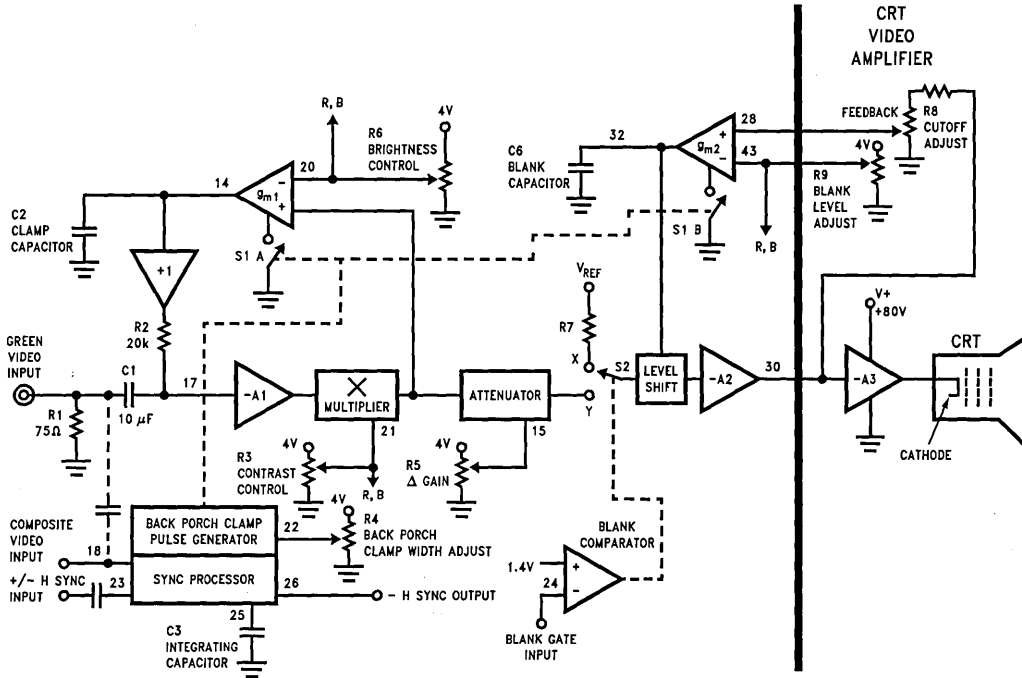 CRT
VIDEO
AMPLIFIER
R, B
4V
R6
BRIGHTNESS
CONTROL
20
14
gm1
-
+
C2
CLAMP
CAPACITOR
S1 A
+1
R2
20k
GREEN
VIDEO
INPUT
C1
10 µF
17
R1
75Ω
-A1
X
MULTIPLIER
21
R3
CONTRAST
CONTROL
4V
R, B
ATTENUATOR
15
4V
R5
Δ GAIN
32
C6
BLANK
CAPACITOR
gm2
+
-
28
43
FEEDBACK
R8
CUTOFF
ADJUST
4V
R9
BLANK
LEVEL
ADJUST
S1 B
R, B
VREF
R7
X
Y
S2
LEVEL
SHIFT
-A2
30
V+
+80V
-A3
CRT
CATHODE
BACK PORCH CLAMP
PULSE GENERATOR
22
4V
R4
BACK PORCH
CLAMP WIDTH ADJUST
COMPOSITE
VIDEO
INPUT
18
+/- H SYNC
INPUT
23
SYNC PROCESSOR
26
- H SYNC OUTPUT
25
C3
INTEGRATING
CAPACITOR
BLANK
COMPARATOR
1.4V
24
+
-
BLANK GATE
INPUT